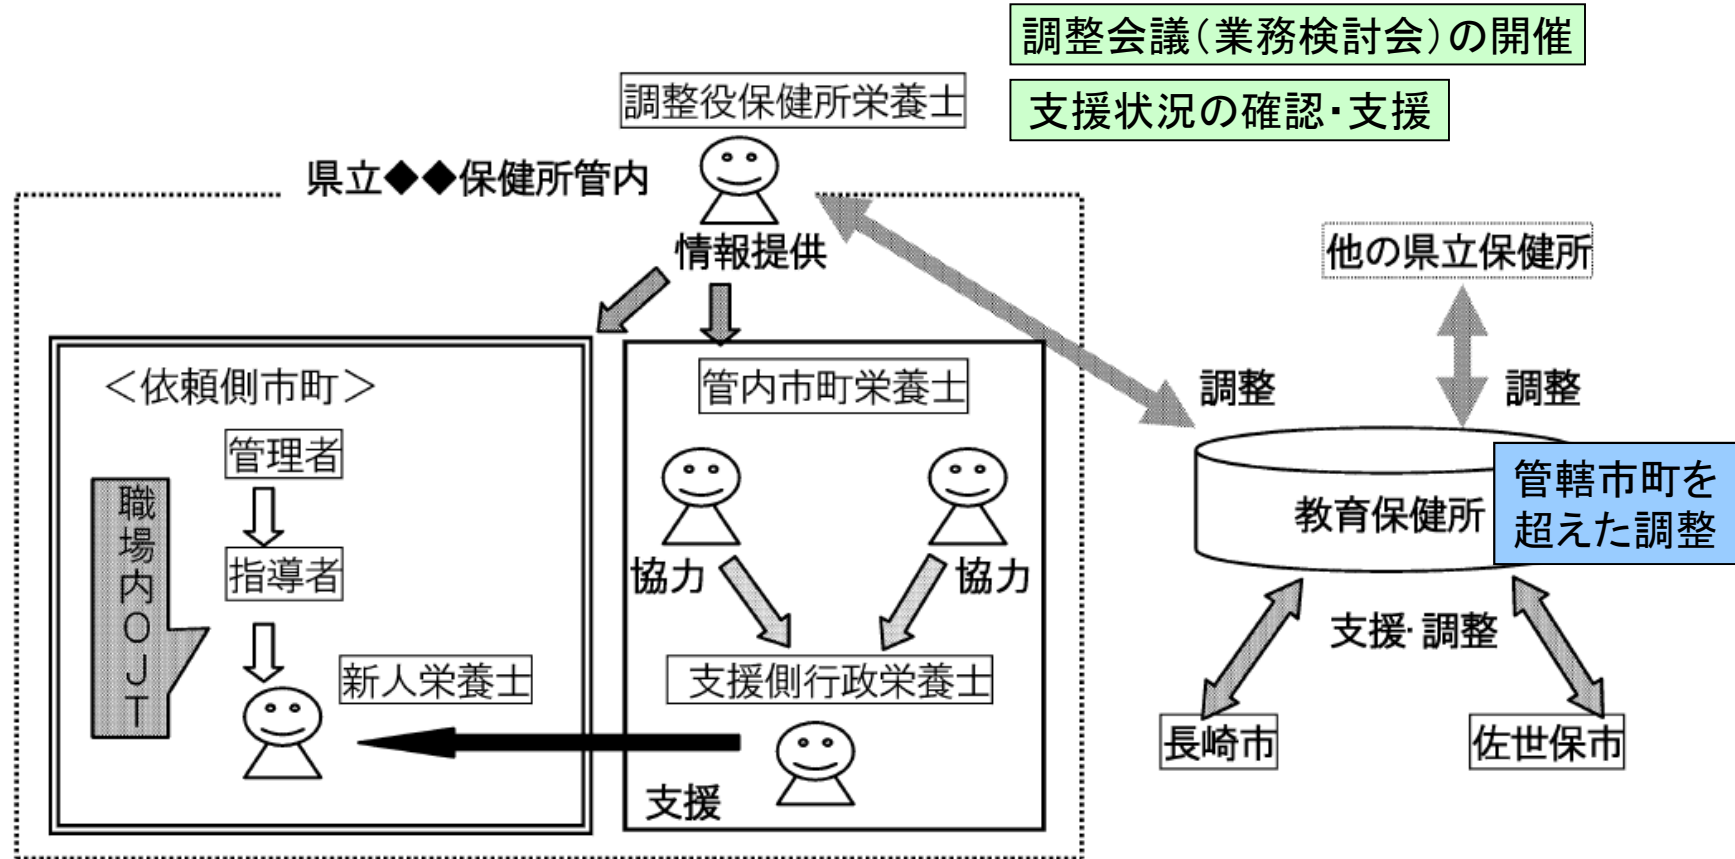 調整会議（業務検討会）の開催
調整役保健所栄養士
支援状況の確認・支援
県立◆◆保健所管内
情報提供
他の県立保健所
＜依頼側市町＞
管理者
職場内ＯＪＴ
指導者
新人栄養士
管内市町栄養士
協力
協力
支援側行政栄養士
支援
調整
調整
教育保健所
管轄市町を
超えた調整
支援・調整
長崎市
佐世保市